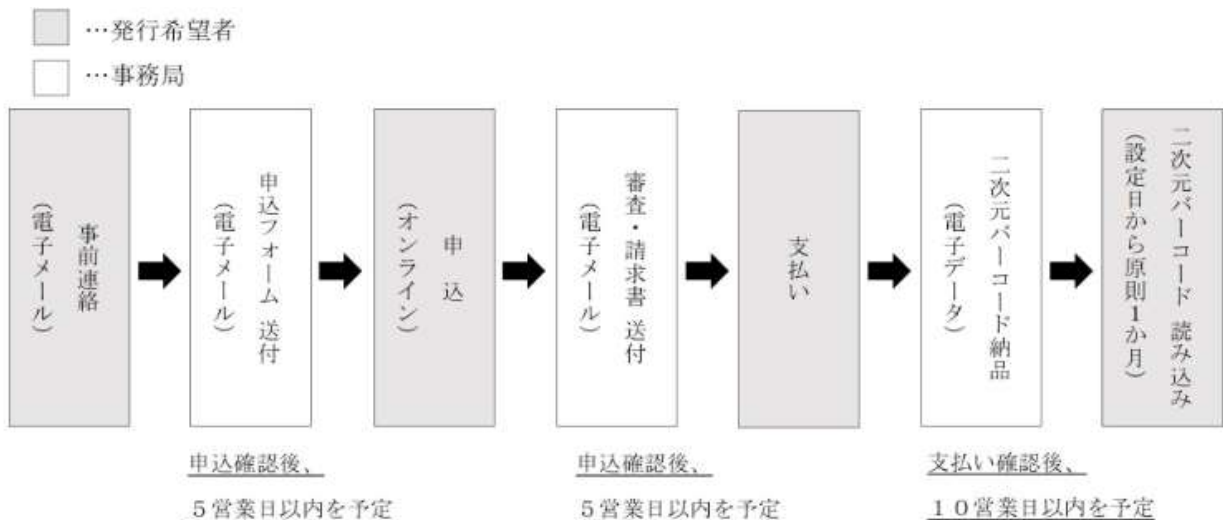 …発行希望者
…事務局
事前連絡
(電子メール)
申込フォーム 送付
(電子メール)
申 込
(オンライン)
審査・請求書 送付
(電子メール)
支払い
二次元バーコード納品
(電子データ)
二次元バーコード 読み込み
(設定日から原則1か月)
申込確認後、
5営業日以内を予定
申込確認後、
5営業日以内を予定
支払い確認後、
10営業日以内を予定